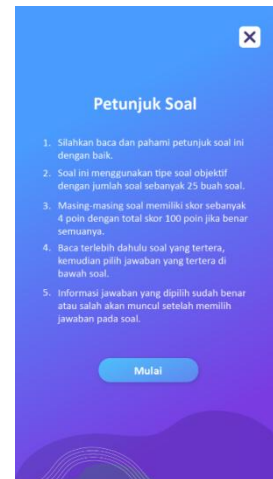 Petunjuk Soal
1. Silahkan baca dan pahami petunjuk soal ini
dengan baik.
2. Soal ini menggunakan tipe soal objektif
dengan jumlah soal sebanyak 25 buah soal.
3. Masing-masing soal memiliki skor sebanyak
4 poin dengan total skor 100 poin jika benar
semuanya.
4. Baca terlebih dahulu soal yang tertera,
kemudian pilih jawaban yang tertera di
bawah soal.
5. Informasi jawaban yang dipilih sudah benar
atau salah akan muncul setelah memilih
jawaban pada soal.
Mulai